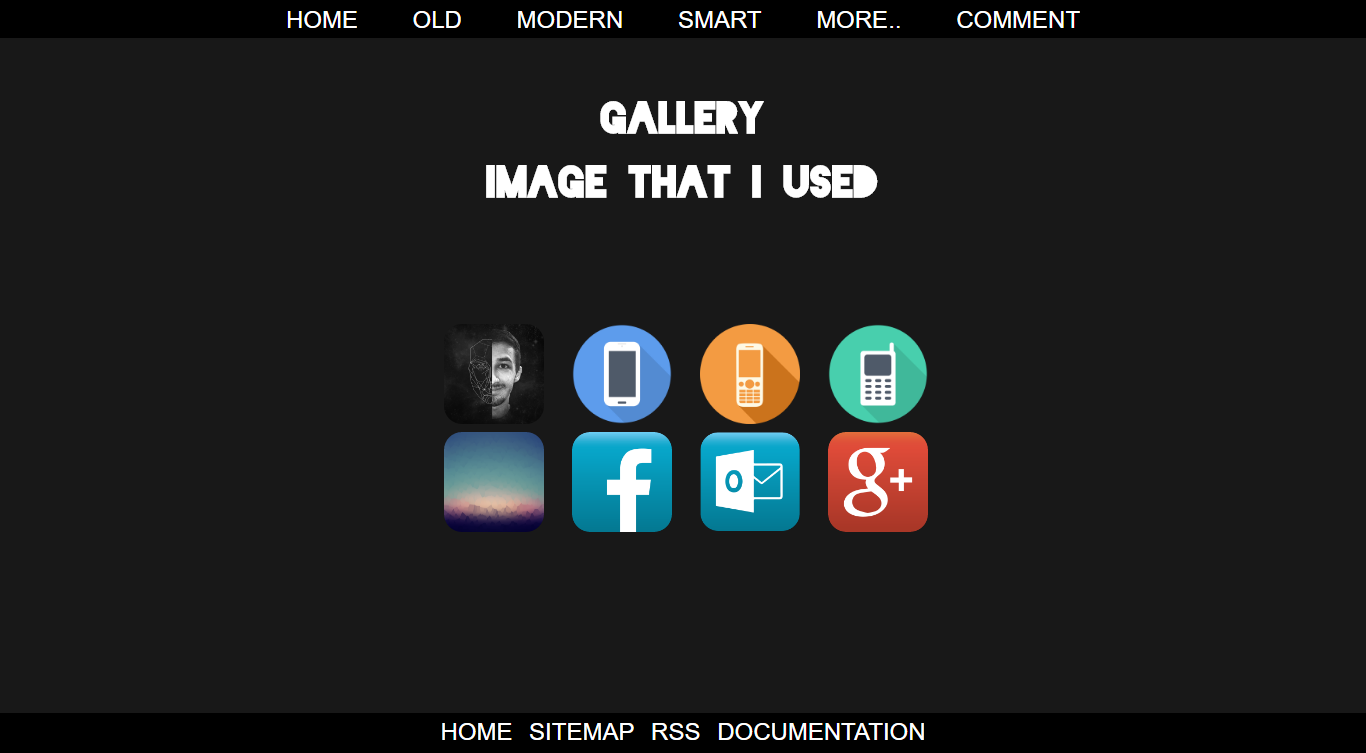 HOME OLD MODERN SMART MORE.. COMMENT
GALLERY
IMAGE THAT I USED
f O g+
HOME SITEMAP RSS DOCUMENTATION